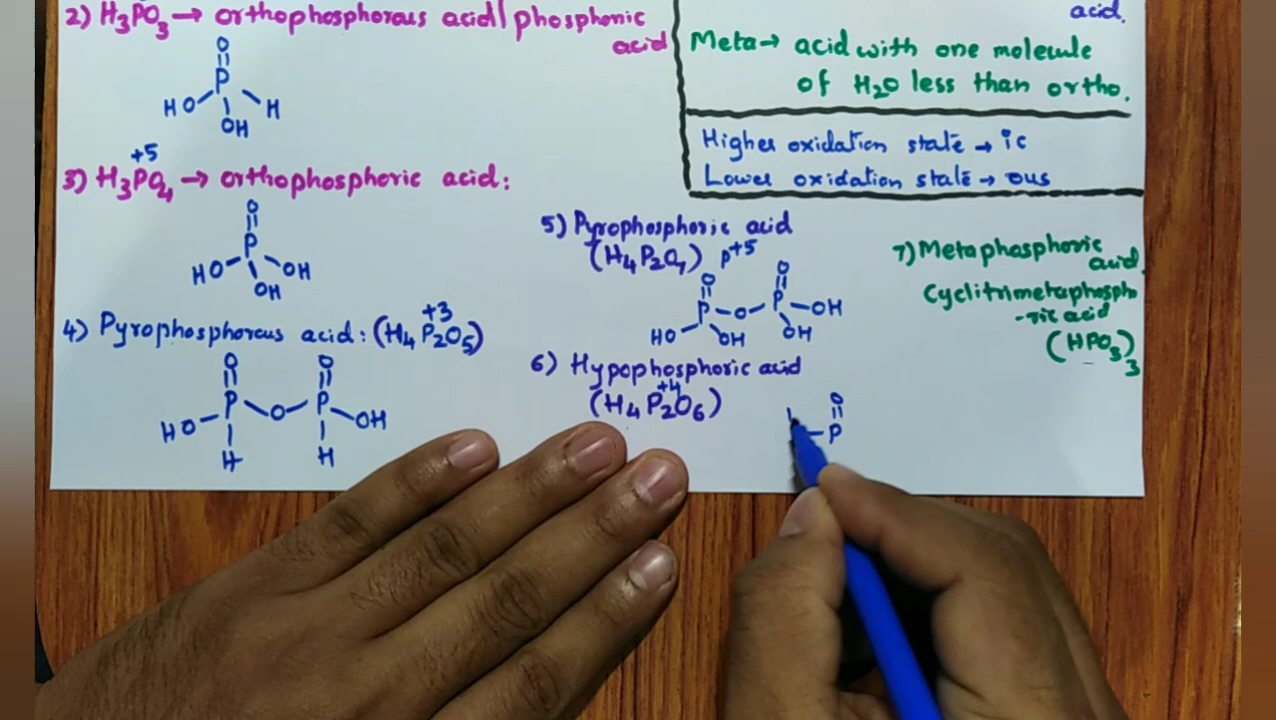 2) H₃PO₃ → orthophosphorous acid | phosphonic
acid
O
P
HO H
OH
+5
3) H₃PO₄ → orthophosphoric acid:
O
P
HO OH
OH
+3
4) Pyrophosphorous acid: (H₄P₂O₅)
O O
P P
HO O OH
H H
acid.
Meta → acid with one molecule
of H₂O less than ortho.
Higher oxidation state → ic
Lower oxidation state → ous
5) Pyrophosphoric acid
(H₄P₂O₇) P⁺⁵
O O
P O P OH
HO OH OH
6) Hypophosphoric acid
+4
(H₄P₂O₆)
O
P
7) Metaphosphoric
acid
Cyclitrimetaphospho
-ric acid
(HPO₃)₃